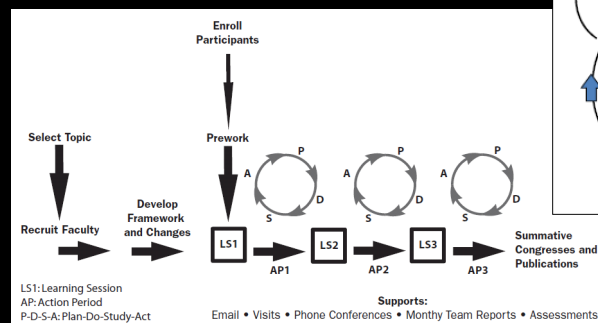 Enroll
Participants
Select Topic
Prework
P
A
D
S
P
A
D
S
P
A
D
S
Develop
Framework
and Changes
Recruit Faculty
LS1
LS2
LS3
AP1
AP2
AP3
Summative
Congresses and
Publications
LS1: Learning Session
AP: Action Period
P-D-S-A: Plan-Do-Study-Act
Supports:
Email • Visits • Phone Conferences • Monthy Team Reports • Assessments